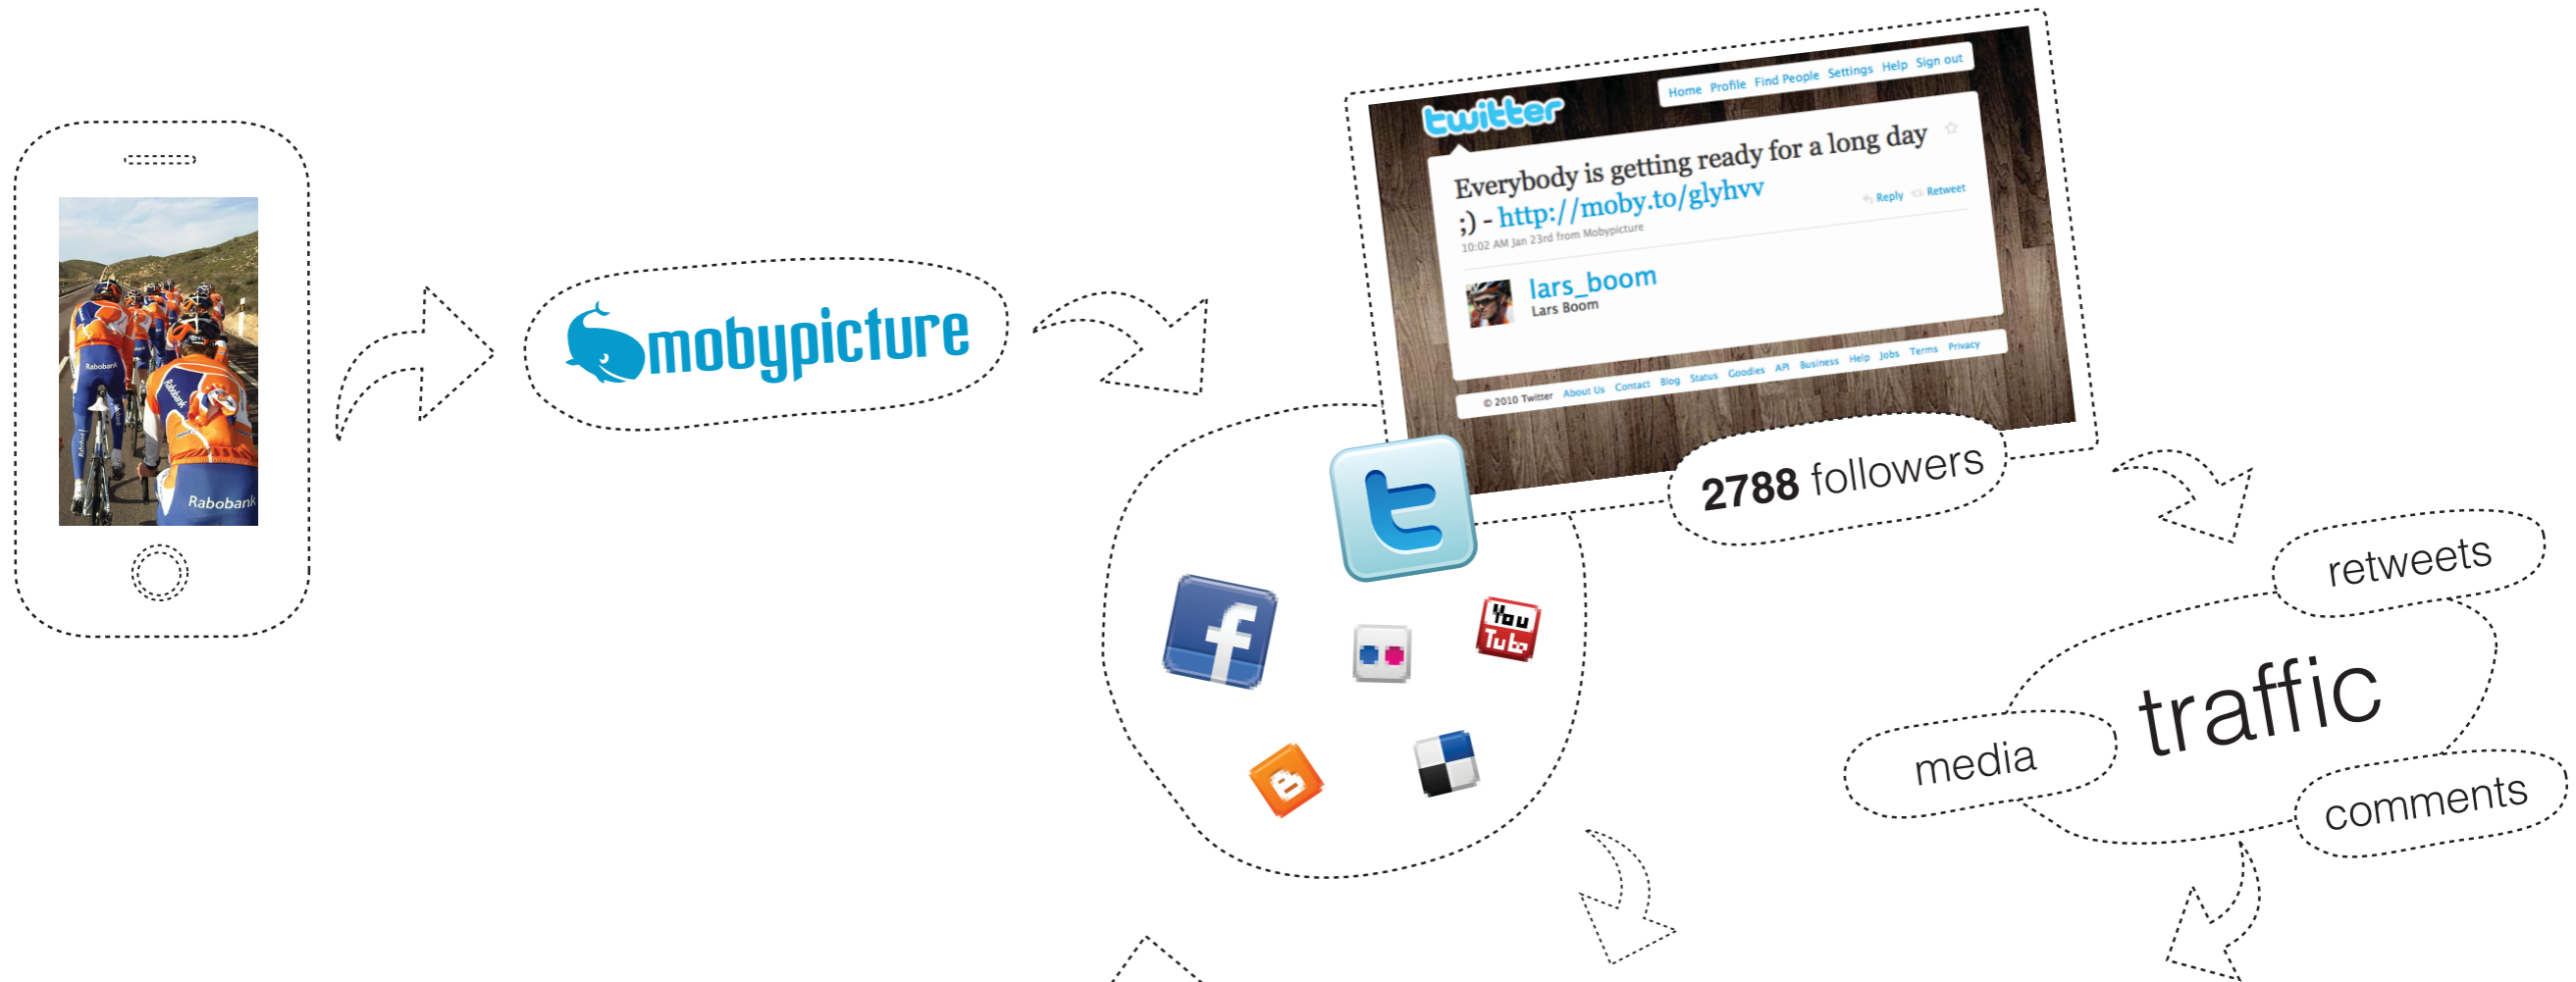 Rabobank
Rabobank
Rabobank
mobypicture
twitter
Home Profile Find People Settings Help Sign out
Everybody is getting ready for a long day
;) - http://moby.to/glyhvv
10:02 AM Jan 23rd from Mobypicture
Reply Retweet
lars_boom
Lars Boom
© 2010 Twitter About Us Contact Blog Status Goodies API Business Help Jobs Terms Privacy
2788 followers
You
Tube
retweets
traffic
media
comments